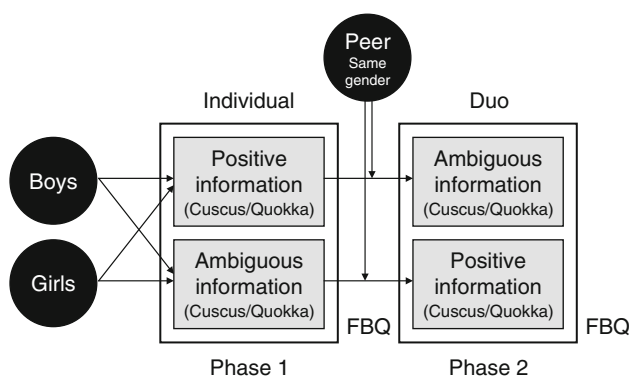 Peer
Same
gender
Individual
Duo
Boys
Girls
Positive
information
(Cuscus/Quokka)
Ambiguous
information
(Cuscus/Quokka)
FBQ
Ambiguous
information
(Cuscus/Quokka)
Positive
information
(Cuscus/Quokka)
FBQ
Phase 1
Phase 2